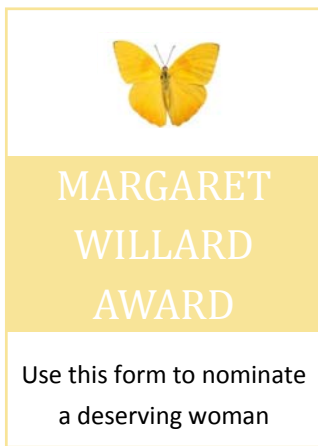 MARGARET
WILLARD
AWARD
Use this form to nominate
a deserving woman